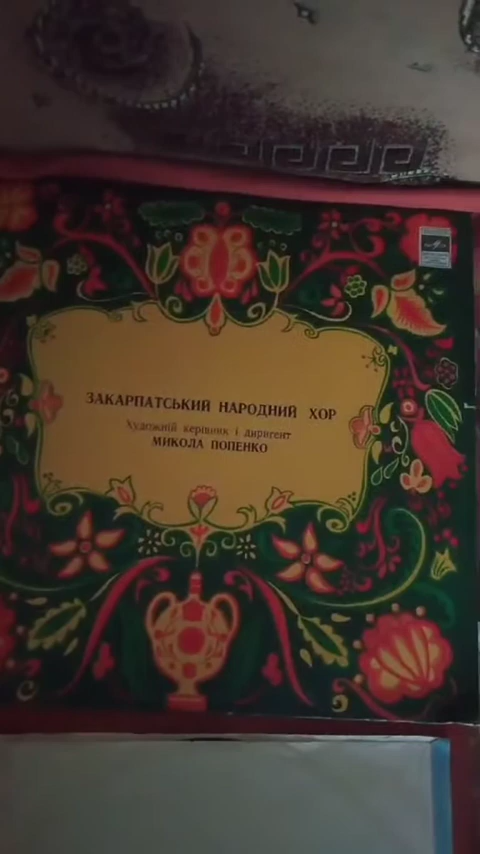 ЗАКАРПАТСЬКИЙ НАРОДНИЙ ХОР
Художній керівник і диригент
МИКОЛА ПОПЕНКО